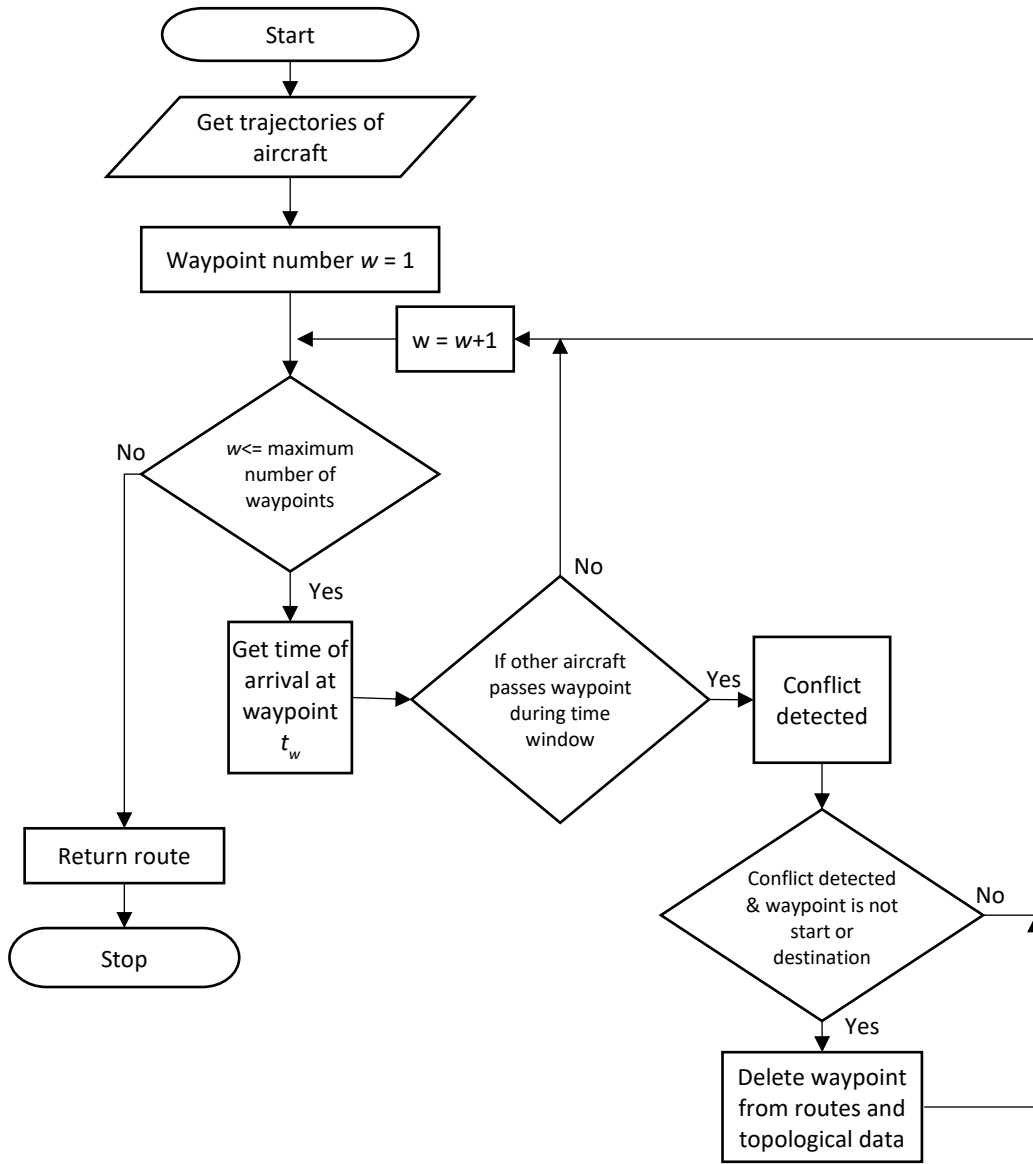 Start
Get trajectories of
aircraft
Waypoint number w = 1
w = w+1
No
w<= maximum
number of
waypoints
Yes
No
Get time of
arrival at
waypoint
t_w
If other aircraft
passes waypoint
during time
window
Yes
Conflict
detected
Return route
Stop
Conflict detected
& waypoint is not
start or
destination
No
Yes
Delete waypoint
from routes and
topological data